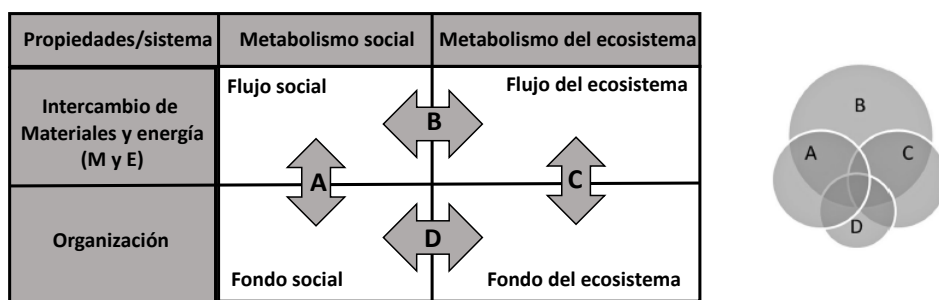 Propiedades/sistema
Metabolismo social
Metabolismo del ecosistema
Intercambio de
Materiales y energía
(M y E)
Flujo social
Flujo del ecosistema
B
A
C
Organización
D
Fondo social
Fondo del ecosistema
B
A
C
D